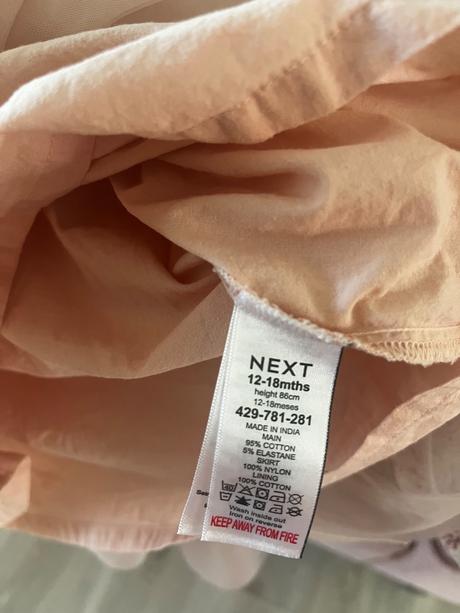 NEXT
12-18mths
height 86cm
12-18meses
429-781-281
MADE IN INDIA
MAIN
95% COTTON
5% ELASTANE
SKIRT
100% NYLON
LINING
100% COTTON
40
Wash inside out
Iron on reverse
KEEP AWAY FROM FIRE